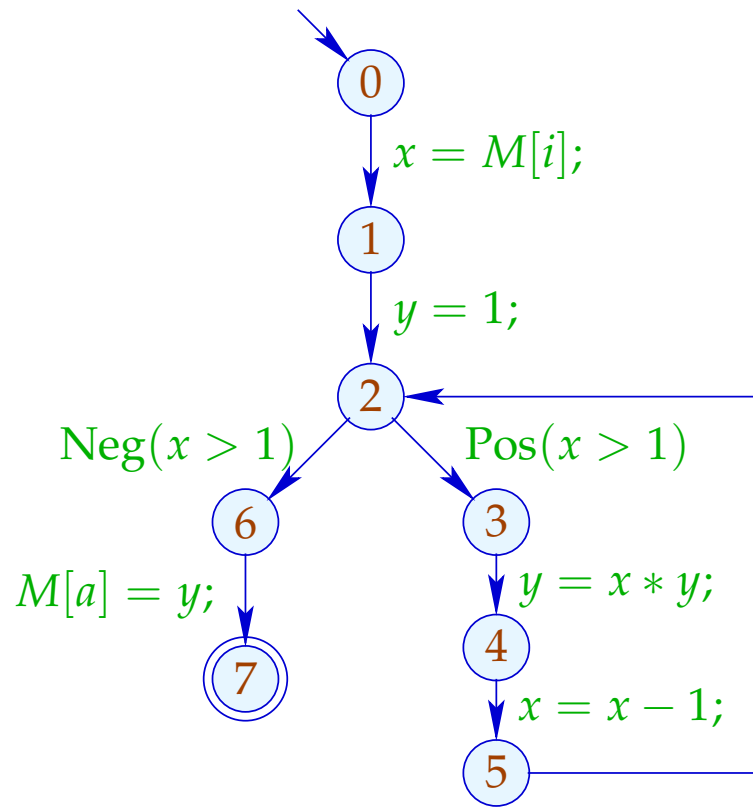 0
x = M[i];
1
y = 1;
2
Neg(x > 1)
Pos(x > 1)
6
3
M[a] = y;
y = x ∗ y;
7
4
x = x − 1;
5